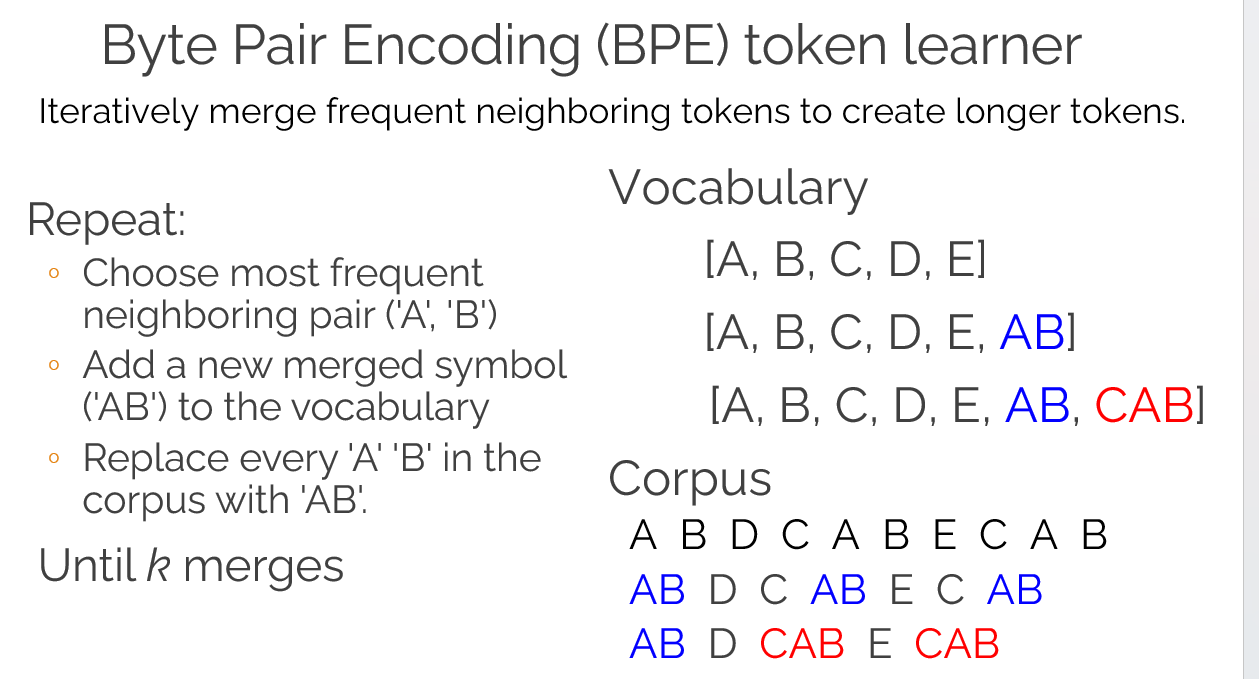 Byte Pair Encoding (BPE) token learner
Iteratively merge frequent neighboring tokens to create longer tokens.
Repeat:
◦ Choose most frequent
neighboring pair ('A', 'B')
◦ Add a new merged symbol
('AB') to the vocabulary
◦ Replace every 'A' 'B' in the
corpus with 'AB'.
Until k merges
Vocabulary
[A, B, C, D, E]
[A, B, C, D, E, AB]
[A, B, C, D, E, AB, CAB]
Corpus
A B D C A B E C A B
AB D C AB E C AB
AB D CAB E CAB